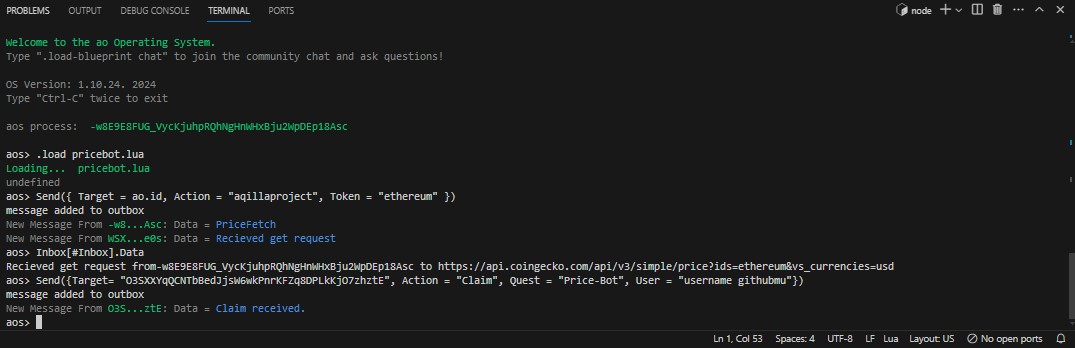 PROBLEMS OUTPUT DEBUG CONSOLE TERMINAL PORTS node
Welcome to the ao Operating System.
Type ".load-blueprint chat" to join the community chat and ask questions!
OS Version: 1.10.24. 2024
Type "Ctrl-C" twice to exit
aos process:  -w8E9E8FUG_VycKjuhpRQhNgHnWHxBju2WpDEp18Asc
aos> .load pricebot.lua
Loading...  pricebot.lua
undefined
aos> Send({ Target = ao.id, Action = "aqillaproject", Token = "ethereum" })
message added to outbox
New Message From -w8...Asc: Data = PriceFetch
New Message From WSX...e0s: Data = Recieved get request
aos> Inbox[#Inbox].Data
Recieved get request from-w8E9E8FUG_VycKjuhpRQhNgHnWHxBju2WpDEp18Asc to https://api.coingecko.com/api/v3/simple/price?ids=ethereum&vs_currencies=usd
aos> Send({Target= "O3SXXYqQCNTbBedJjsW6wkPnrKFZq8DPLkKjO7zhztE", Action = "Claim", Quest = "Price-Bot", User = "username githubmu"})
message added to outbox
New Message From O3S...ztE: Data = Claim received.
aos>
Ln 1, Col 53 Spaces: 4 UTF-8 LF Lua Layout: US No open ports